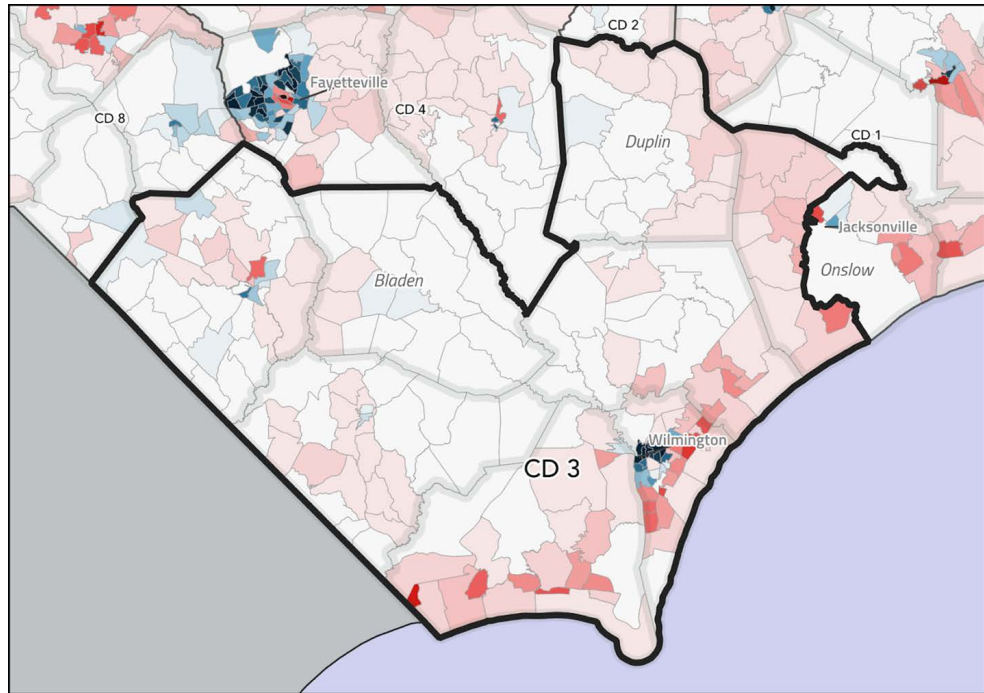 CD 2
Fayetteville
CD 4
CD 8
CD 1
Duplin
Jacksonville
Onslow
Bladen
Wilmington
CD 3